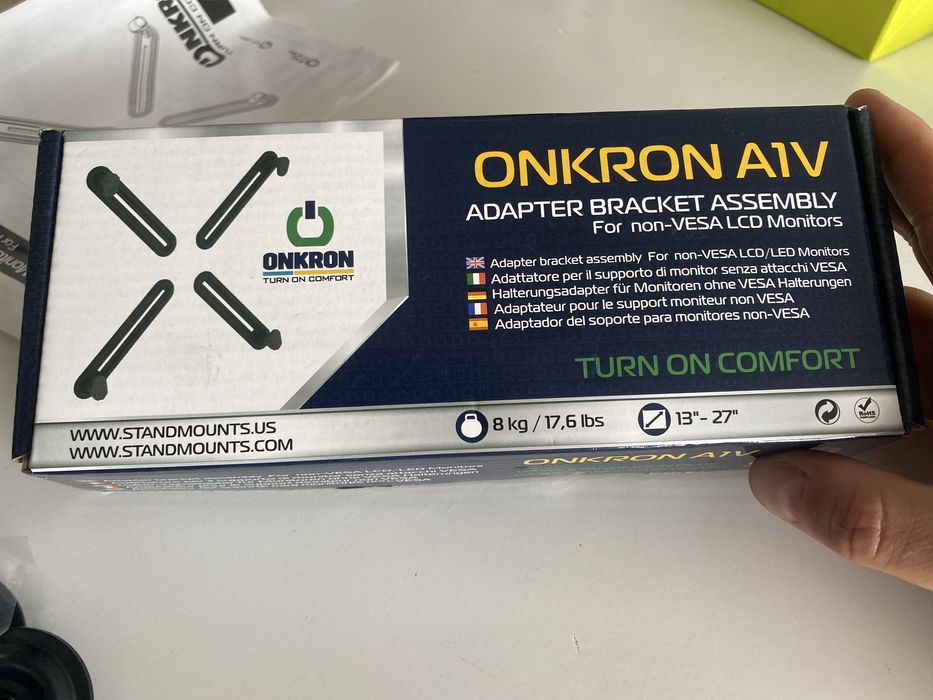 ONKRON A1V
ADAPTER BRACKET ASSEMBLY
For non-VESA LCD Monitors
ONKRON
TURN ON COMFORT
Adapter bracket assembly For non-VESA LCD/LED Monitors
Adattatore per il supporto di monitor senza attacchi VESA
Halterungsadapter für Monitoren ohne VESA Halterungen
Adaptateur pour le support moniteur non VESA
Adaptador del soporte para monitores non-VESA
TURN ON COMFORT
WWW.STANDMOUNTS.US
WWW.STANDMOUNTS.COM
8 kg / 17,6 lbs
13"- 27"
RoHS
ONKRON A1V